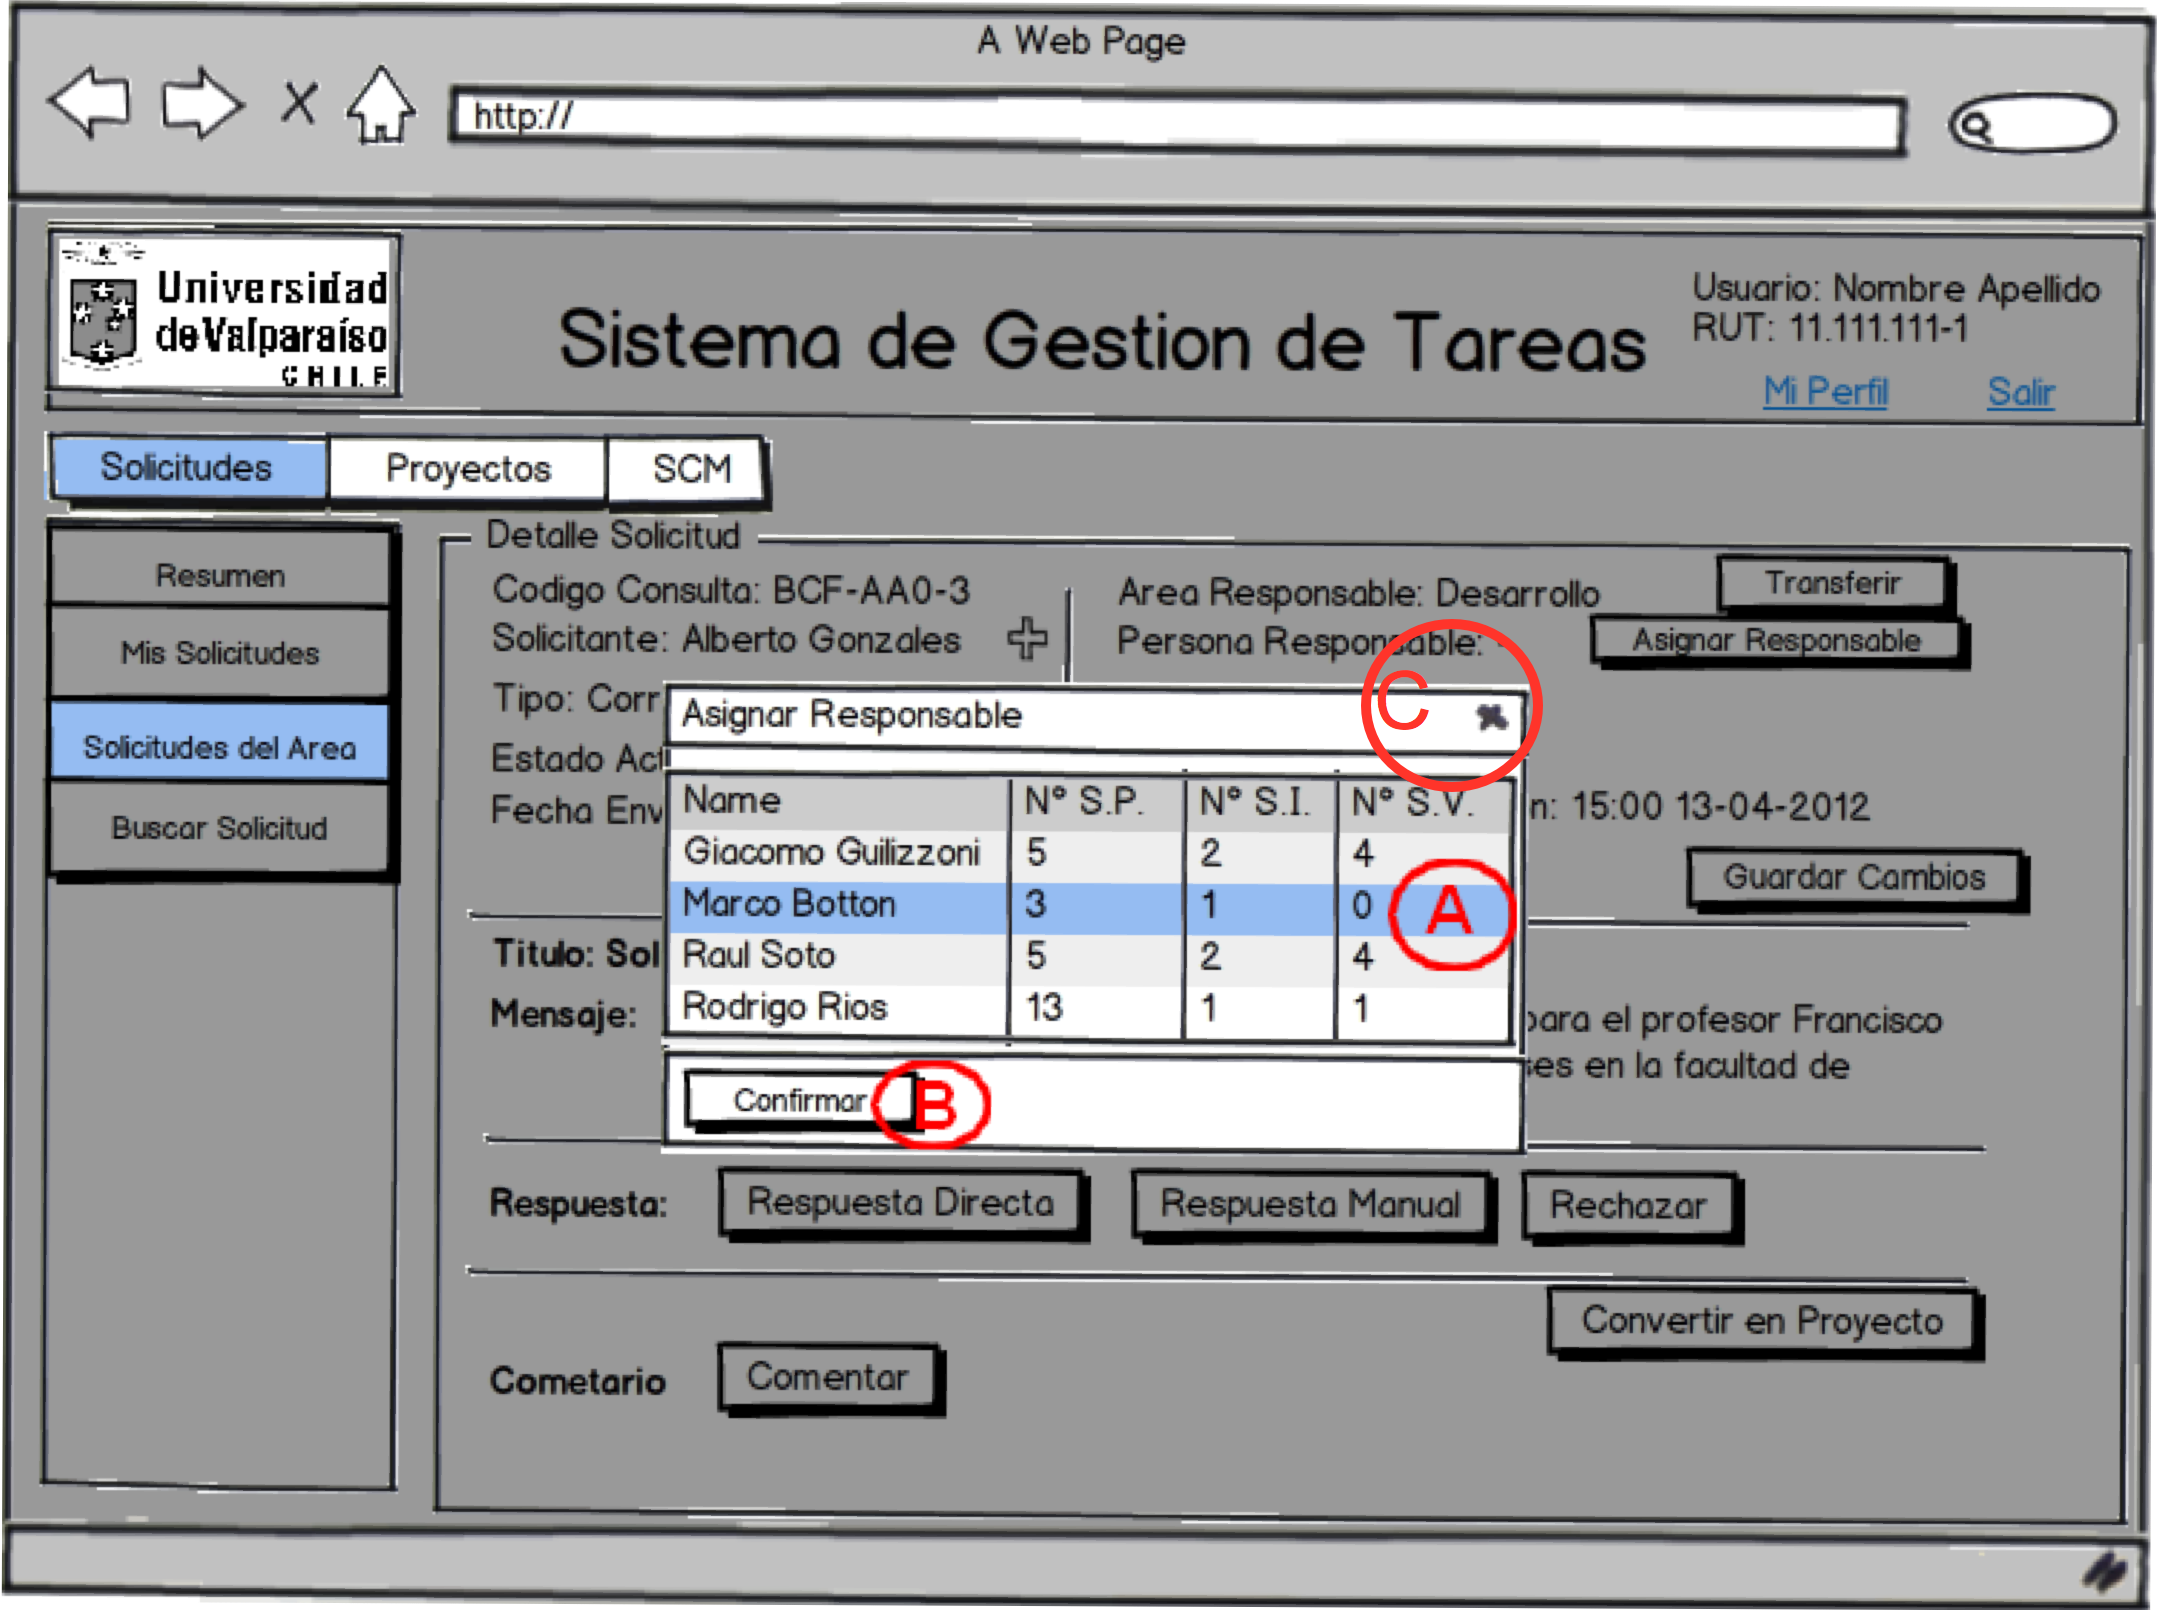 A Web Page
http://
Universidad
de Valparaíso
CHILE
Sistema de Gestion de Tareas
Usuario: Nombre Apellido
RUT: 11.111.111-1
Mi Perfil Salir
Solicitudes Proyectos SCM
Resumen
Mis Solicitudes
Solicitudes del Area
Buscar Solicitud
Detalle Solicitud
Codigo Consulta: BCF-AA0-3
Solicitante: Alberto Gonzales
Area Responsable: Desarrollo
Transferir
Persona Responsable: -
Asignar Responsable
Tipo: Corr
Estado Act
Fecha Env
n: 15:00 13-04-2012
Guardar Cambios
Asignar Responsable
C
Name N° S.P. N° S.I. N° S.V.
Giacomo Guilizzoni 5 2 4
Marco Botton 3 1 0
A
Raul Soto 5 2 4
Rodrigo Rios 13 1 1
Confirmar
B
Titulo: Sol
Mensaje:
para el profesor Francisco
ses en la facultad de
Respuesta: Respuesta Directa Respuesta Manual Rechazar
Convertir en Proyecto
Cometario Comentar